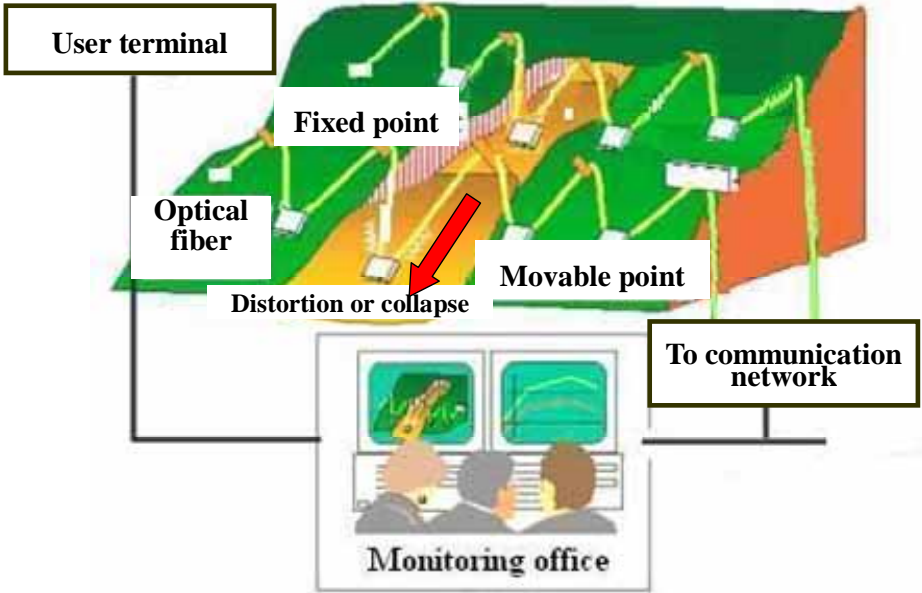 User terminal
Fixed point
Optical
fiber
Movable point
Distortion or collapse
To communication
network
Monitoring office